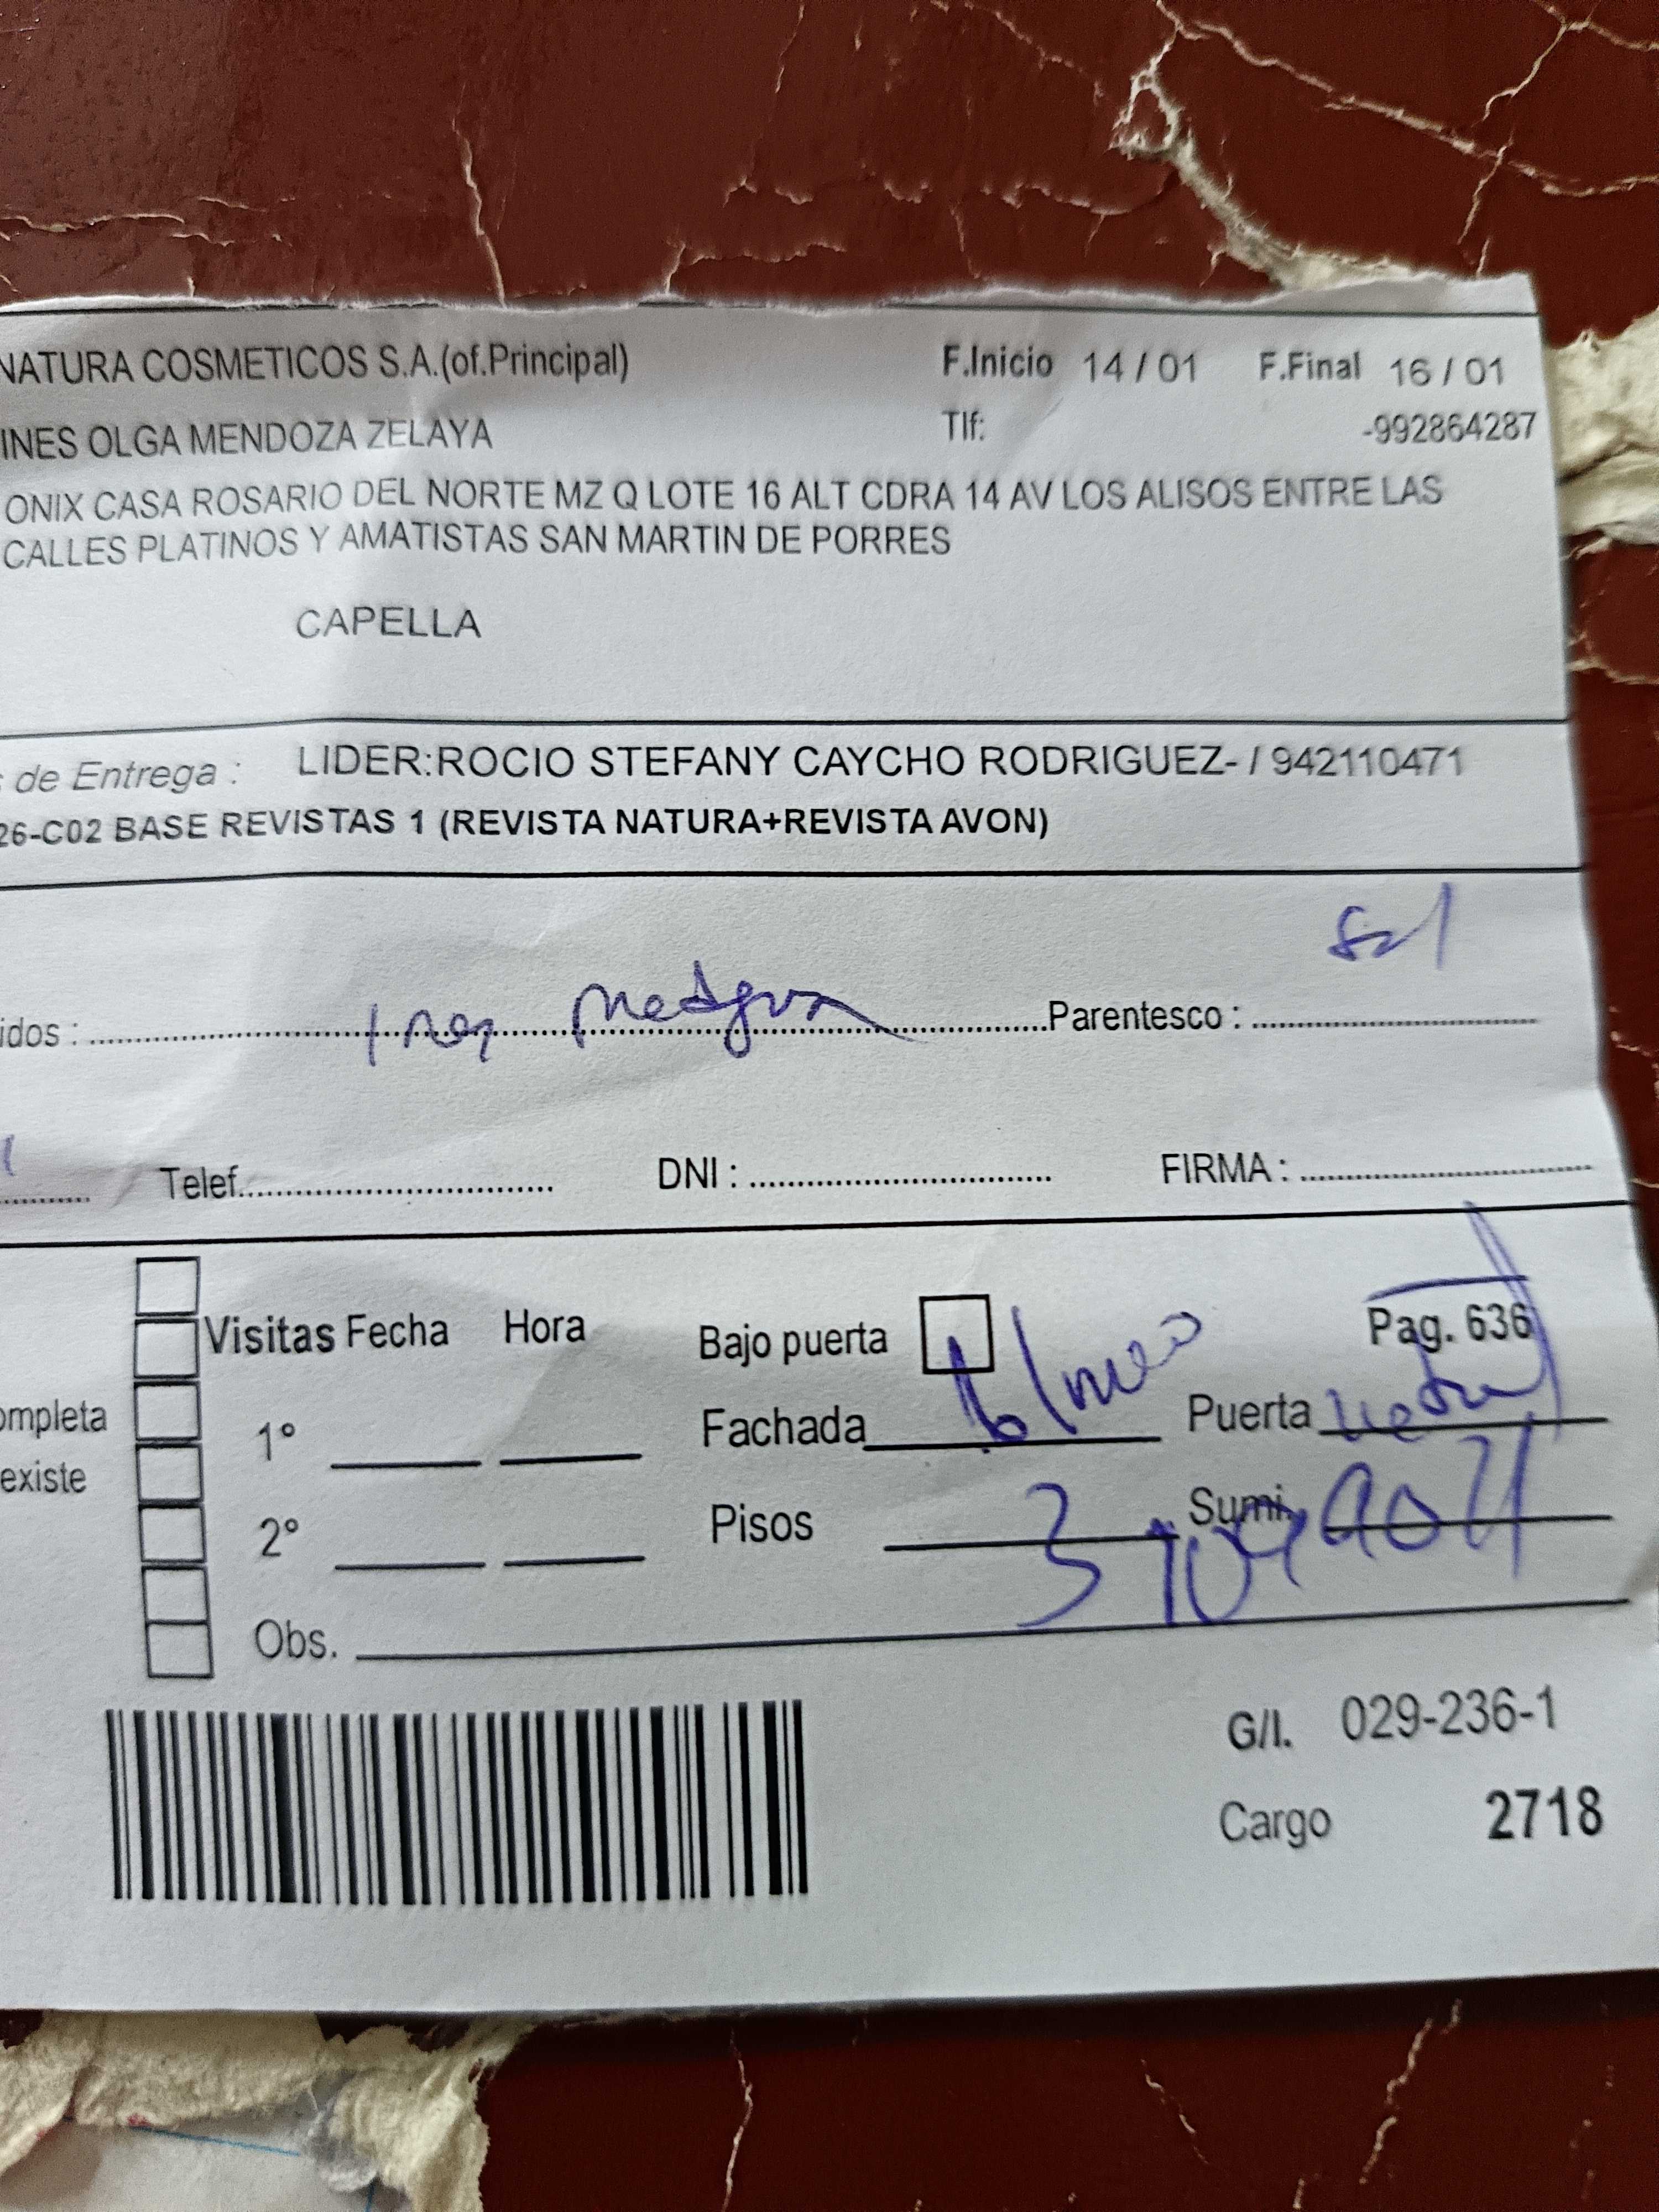 NATURA COSMETICOS S.A.(of.Principal) F.Inicio 14 / 01 F.Final 16 / 01
INES OLGA MENDOZA ZELAYA Tlf: -992864287
ONIX CASA ROSARIO DEL NORTE MZ Q LOTE 16 ALT CDRA 14 AV LOS ALISOS ENTRE LAS
CALLES PLATINOS Y AMATISTAS SAN MARTIN DE PORRES
CAPELLA
de Entrega : LIDER:ROCIO STEFANY CAYCHO RODRIGUEZ- / 942110471
26-C02 BASE REVISTAS 1 (REVISTA NATURA+REVISTA AVON)
idos : Ines Parentesco :
Telef. DNI : FIRMA :
Visitas Fecha Hora Bajo puerta Pag. 636
ompleta 1° Fachada blanco Puerta
existe
2° Pisos 3 Sumi.
Obs.
G/I. 029-236-1
Cargo 2718